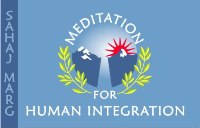 SAHAJ MARG
MEDITATION
FOR
HUMAN INTEGRATION